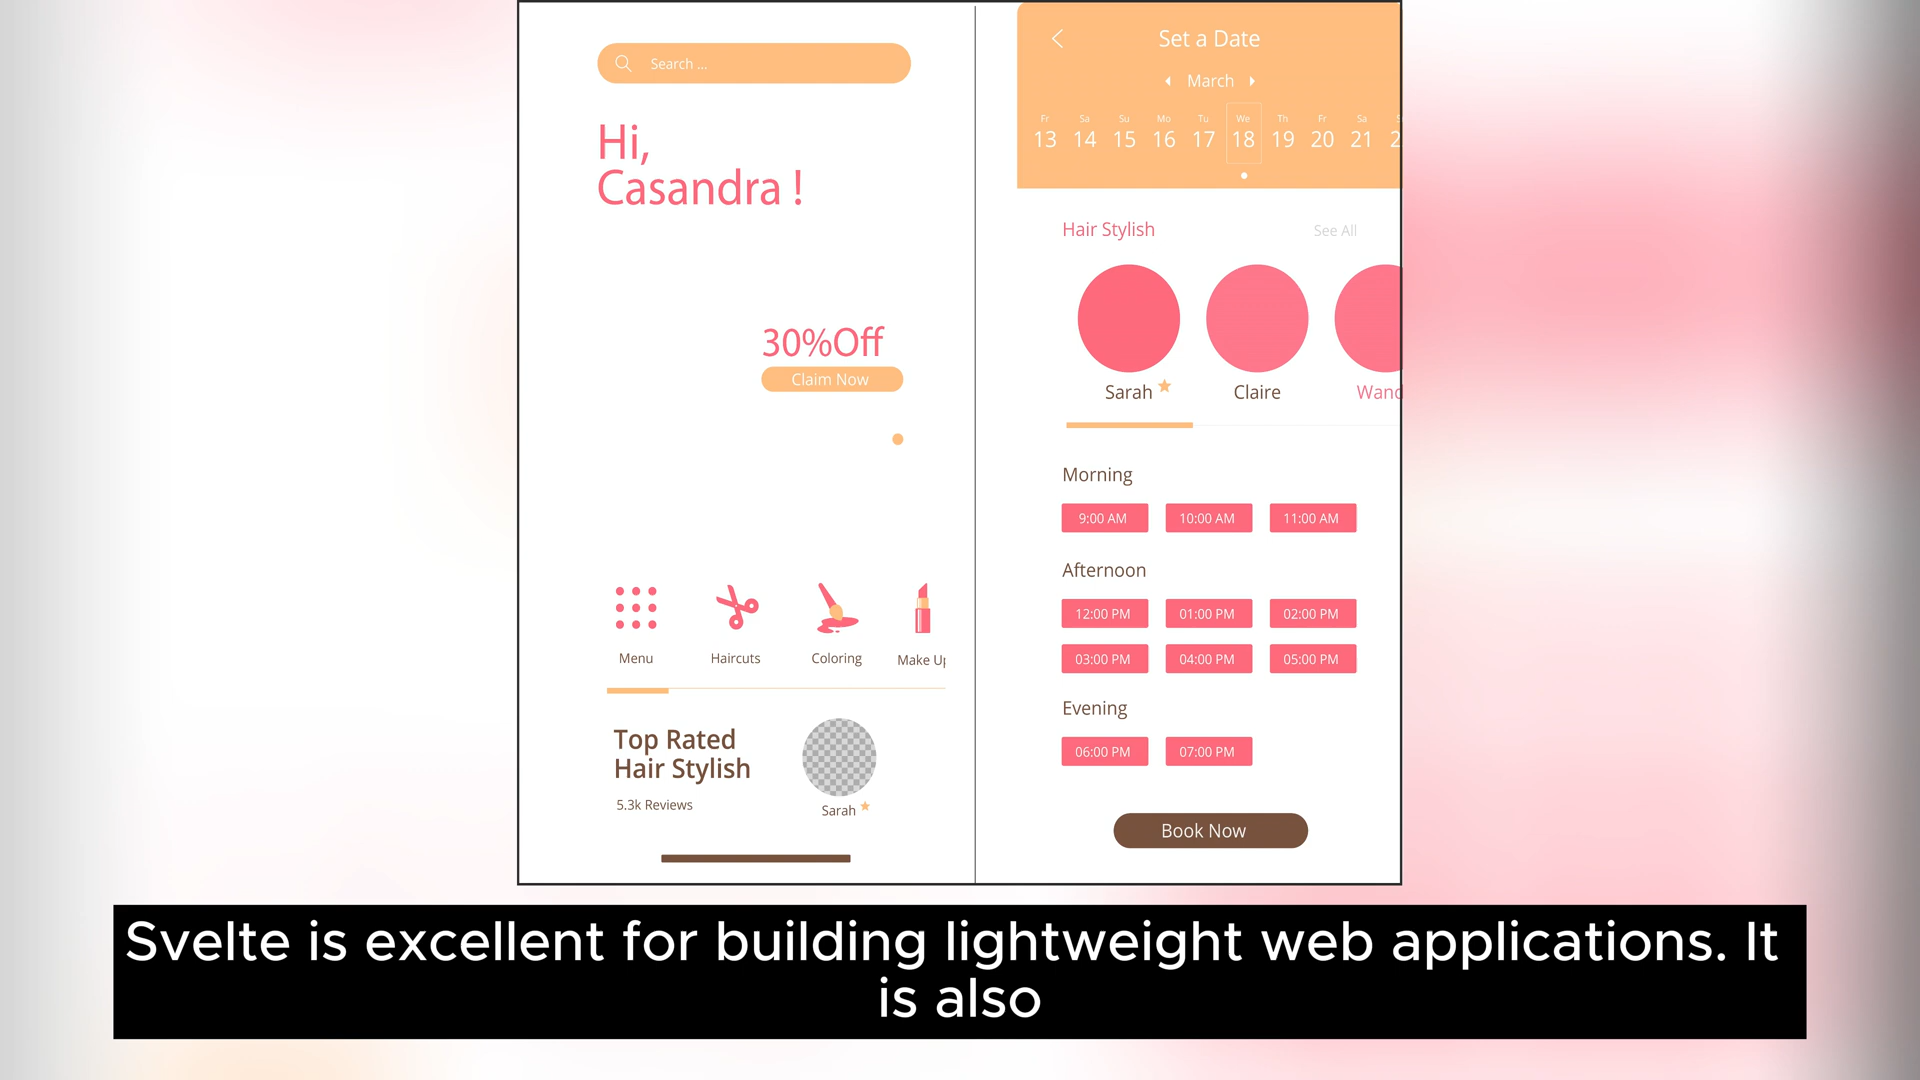 Search ...
Hi,
Casandra !
30%Off
Claim Now
Menu
Haircuts
Coloring
Make Up
Top Rated
Hair Stylish
5.3k Reviews
Sarah
Set a Date
March
Fr Sa Su Mo Tu We Th Fr Sa
13 14 15 16 17 18 19 20 21
Hair Stylish
See All
Sarah
Claire
Wand
Morning
9:00 AM 10:00 AM 11:00 AM
Afternoon
12:00 PM 01:00 PM 02:00 PM
03:00 PM 04:00 PM 05:00 PM
Evening
06:00 PM 07:00 PM
Book Now
Svelte is excellent for building lightweight web applications. It
is also